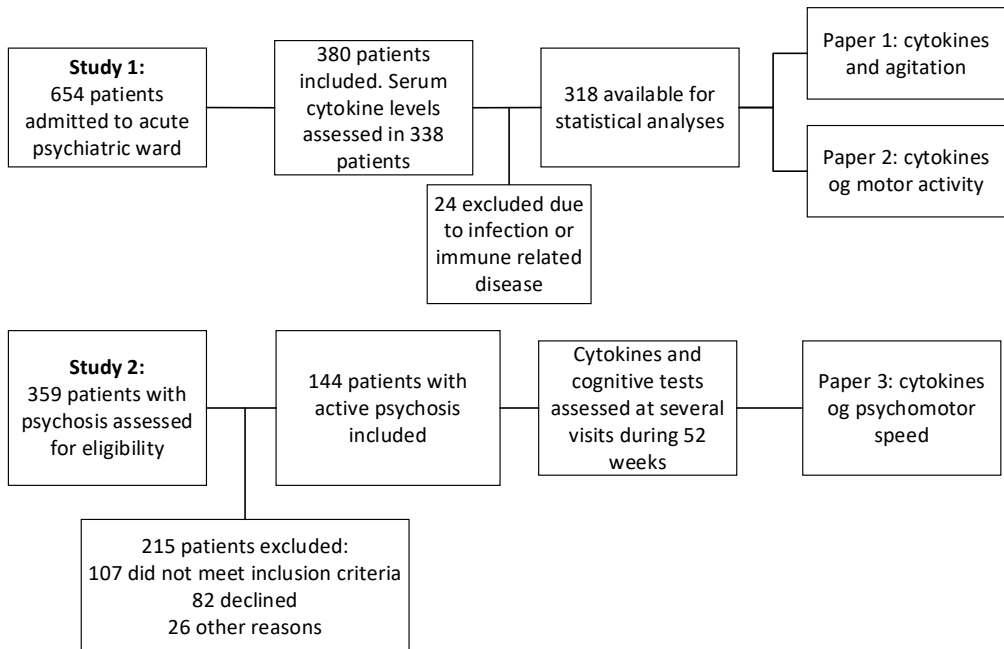 Study 1:
654 patients
admitted to acute
psychiatric ward
380 patients
included. Serum
cytokine levels
assessed in 338
patients
24 excluded due
to infection or
immune related
disease
318 available for
statistical analyses
Paper 1: cytokines
and agitation
Paper 2: cytokines
og motor activity
Study 2:
359 patients with
psychosis assessed
for eligibility
215 patients excluded:
107 did not meet inclusion criteria
82 declined
26 other reasons
144 patients with
active psychosis
included
Cytokines and
cognitive tests
assessed at several
visits during 52
weeks
Paper 3: cytokines
og psychomotor
speed